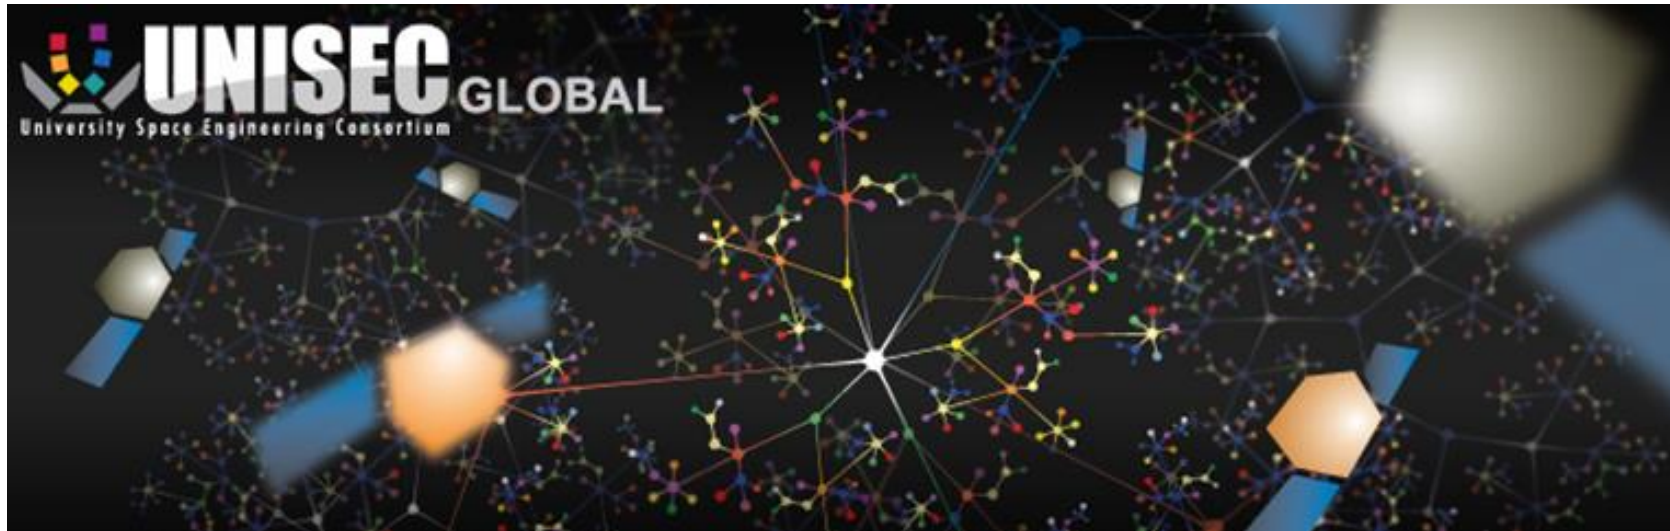 UNISEC GLOBAL
University Space Engineering Consortium